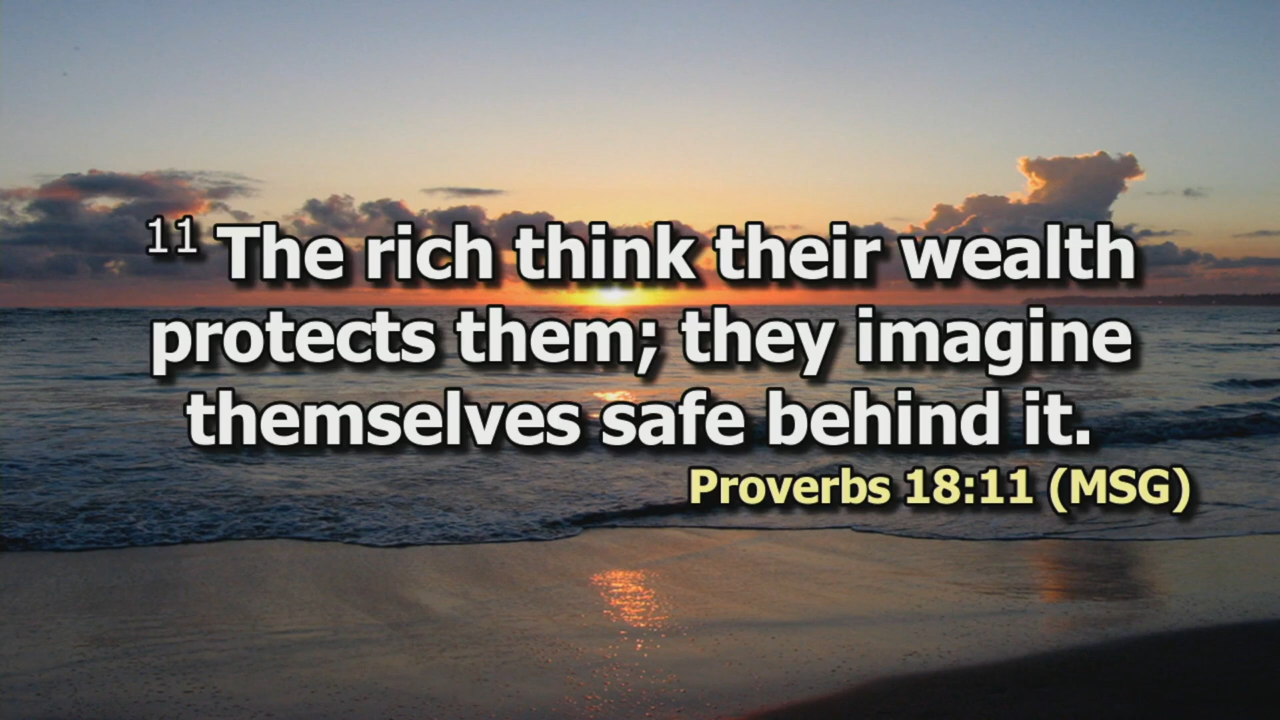 11 The rich think their wealth
protects them; they imagine
themselves safe behind it.
Proverbs 18:11 (MSG)